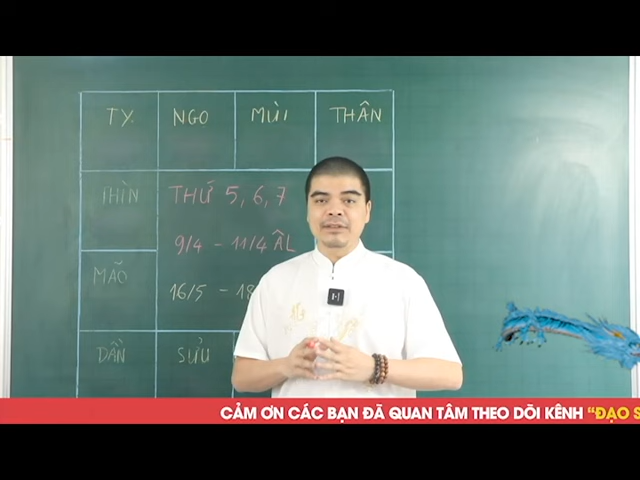 TỴ NGỌ MÙI THÂN
THÌN THỨ 5, 6, 7
9/4 - 11/4 ÂL
MÃO
16/5 - 18
DẦN SỬU
CẢM ƠN CÁC BẠN ĐÃ QUAN TÂM THEO DÕI KÊNH "ĐẠO S